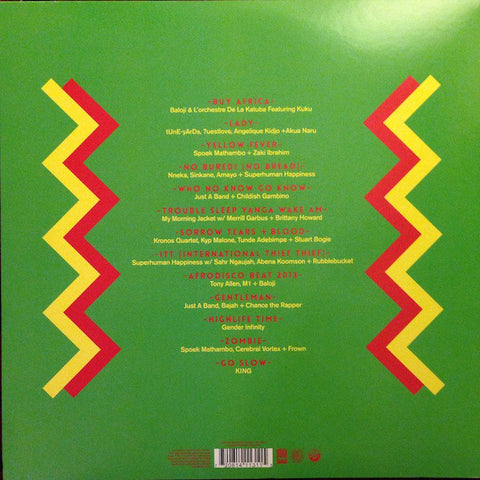 -BUY AFRICA-
Baloji & L'orchestre De La Katuba Featuring Kuku
-LADY-
tUnE-yArDs, ?uestlove, Angelique Kidjo +Akua Naru
-YELLOW FEVER-
Spoek Mathambo + Zaki Ibrahim
-NO BUREDI (NO BREAD)-
Nneka, Sinkane, Amayo + Superhuman Happiness
-WHO NO KNOW GO KNOW-
Just A Band + Childish Gambino
-TROUBLE SLEEP YANGA WAKE AM-
My Morning Jacket w/ Merrill Garbus + Brittany Howard
-SORROW TEARS + BLOOD-
Kronos Quartet, Kyp Malone, Tunde Adebimpe + Stuart Bogie
-ITT (INTERNATIONAL THIEF THIEF)-
Superhuman Happiness w/ Sahr Ngaujah, Abena Koomson + Rubblebucket
-AFRODISCO BEAT 2013-
Tony Allen, M1 + Baloji
-GENTLEMAN-
Just A Band, Bajah + Chance the Rapper
-HIGHLIFE TIME-
Gender Infinity
-ZOMBIE-
Spoek Mathambo, Cerebral Vortex + Frown
-GO SLOW-
KING